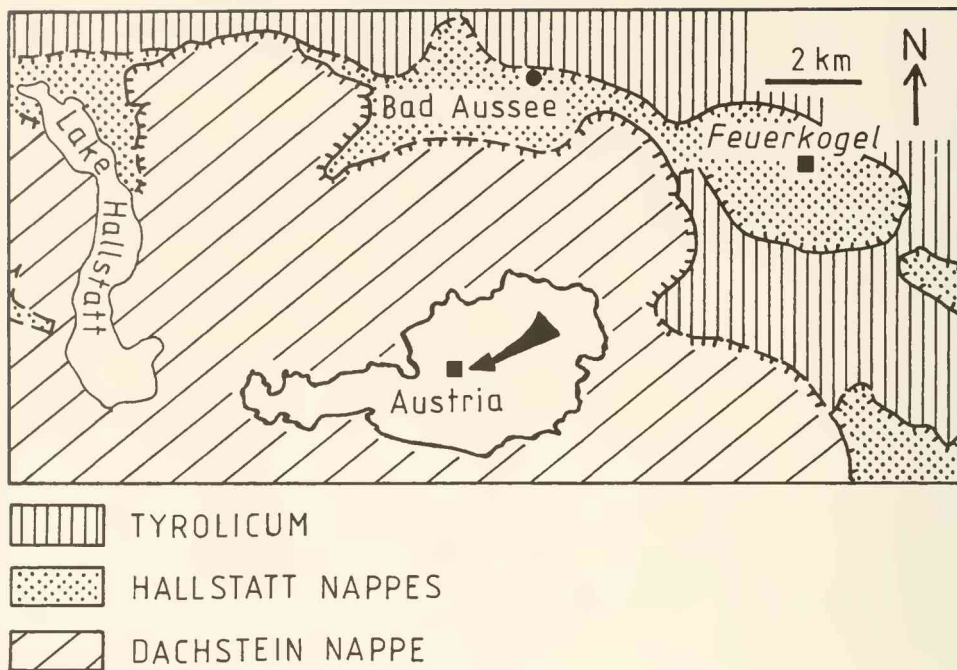 2 km
N
Bad Aussee
Feuerkogel
Lake Hallstatt
Austria
TYROLICUM
HALLSTATT NAPPES
DACHSTEIN NAPPE